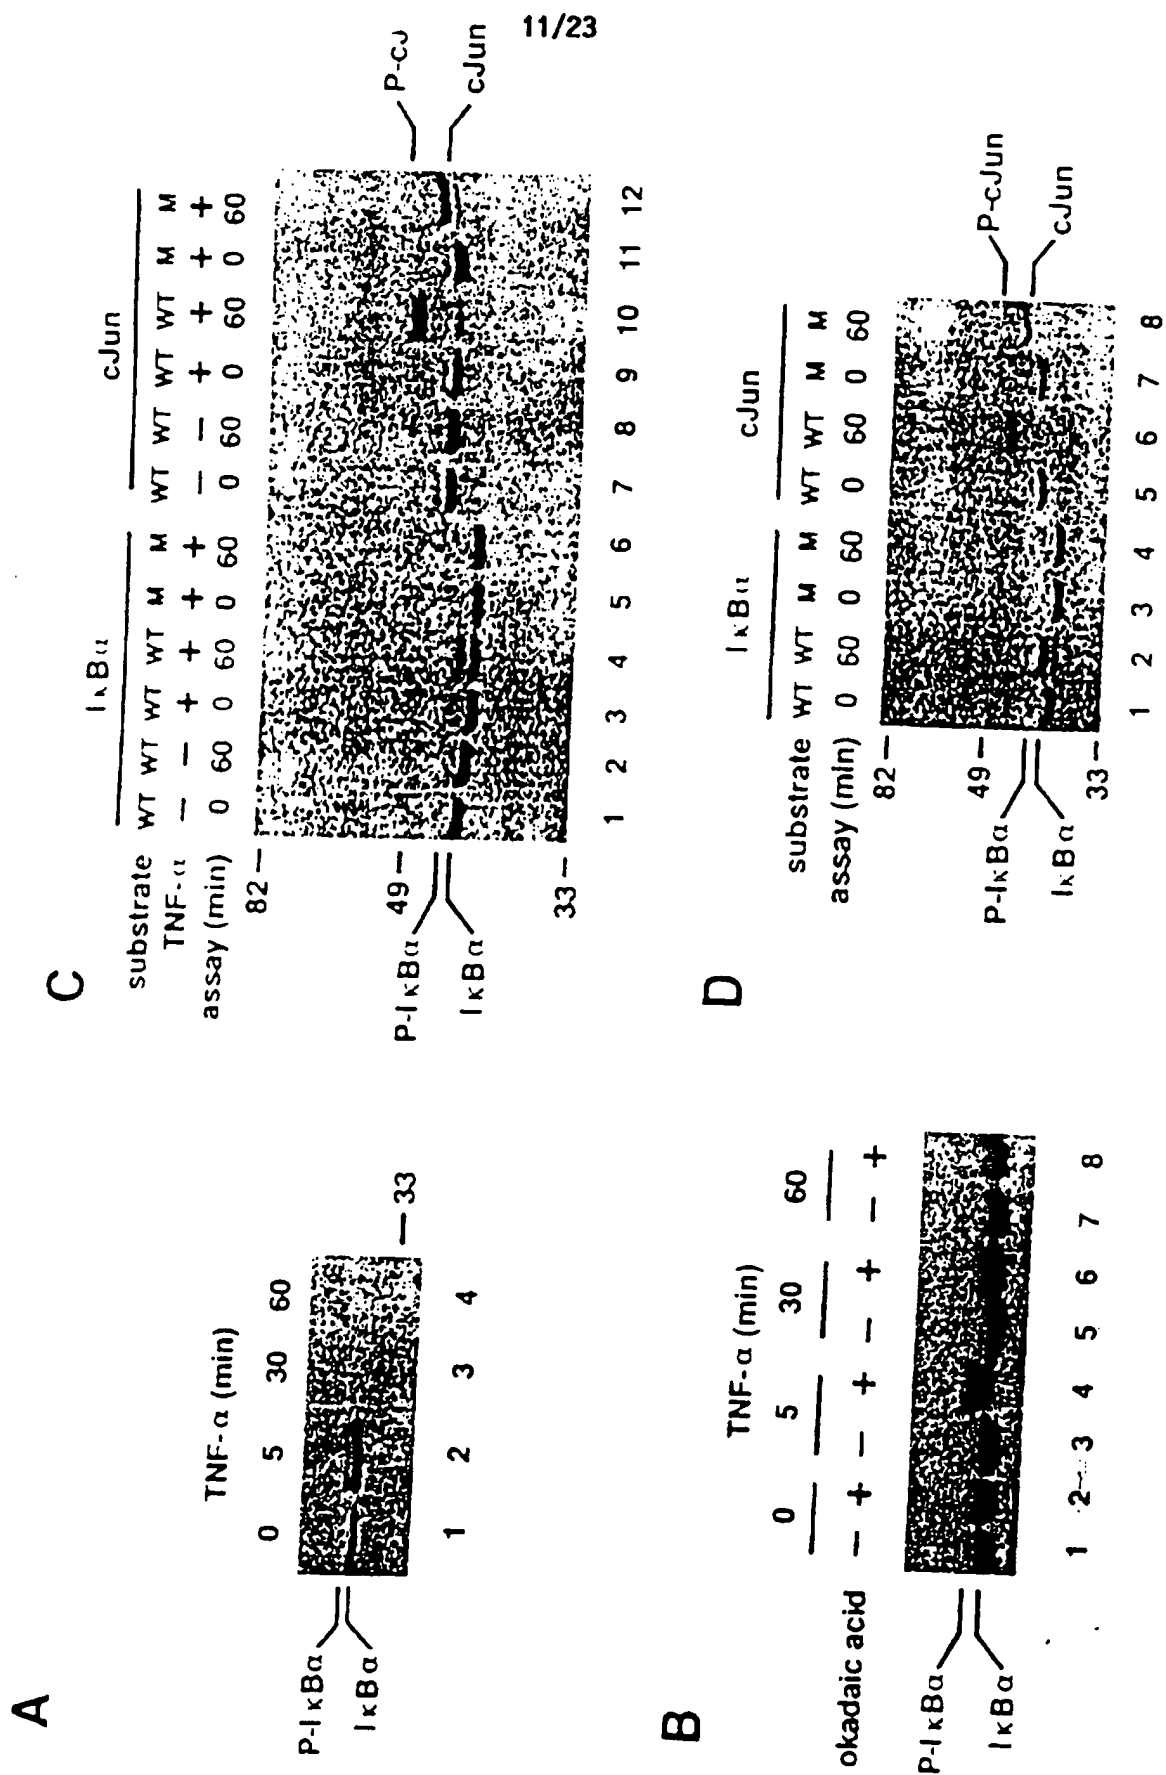 11/23
A
TNF-α (min)
0 5 30 60
P-IκBα
IκBα
33
1 2 3 4
B
TNF-α (min)
0 5 30 60
okadaic acid − + − + − + − +
P-IκBα
IκBα
1 2 3 4 5 6 7 8
C
IκBα cJun
substrate WT WT WT WT M M WT WT WT WT M M
TNF-α − − + + + + − − + + + +
assay (min) 0 60 0 60 0 60 0 60 0 60 0 60
82
49
P-IκBα
IκBα
33
P-cJ
cJun
1 2 3 4 5 6 7 8 9 10 11 12
D
IκBα cJun
substrate WT WT M M WT WT M M
assay (min) 0 60 0 60 0 60 0 60
82
49
P-IκBα
IκBα
33
P-cJun
cJun
1 2 3 4 5 6 7 8